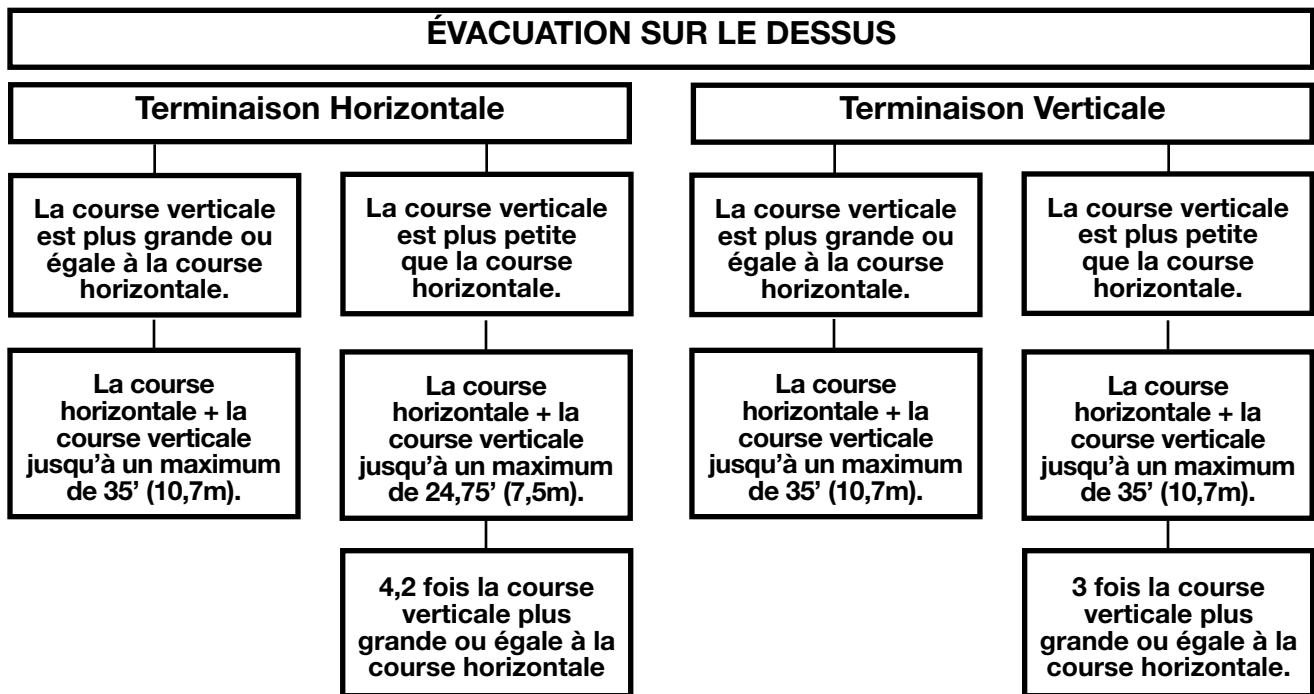 ÉVACUATION SUR LE DESSUS
Terminaison Horizontale
La course verticale
est plus grande ou
égale à la course
horizontale.
La course
horizontale + la
course verticale
jusqu’à un maximum
de 35’ (10,7m).
La course verticale
est plus petite
que la course
horizontale.
La course
horizontale + la
course verticale
jusqu’à un maximum
de 24,75’ (7,5m).
4,2 fois la course
verticale plus
grande ou égale à la
course horizontale
Terminaison Verticale
La course verticale
est plus grande ou
égale à la course
horizontale.
La course
horizontale + la
course verticale
jusqu’à un maximum
de 35’ (10,7m).
La course verticale
est plus petite
que la course
horizontale.
La course
horizontale + la
course verticale
jusqu’à un maximum
de 35’ (10,7m).
3 fois la course
verticale plus
grande ou égale à la
course horizontale.